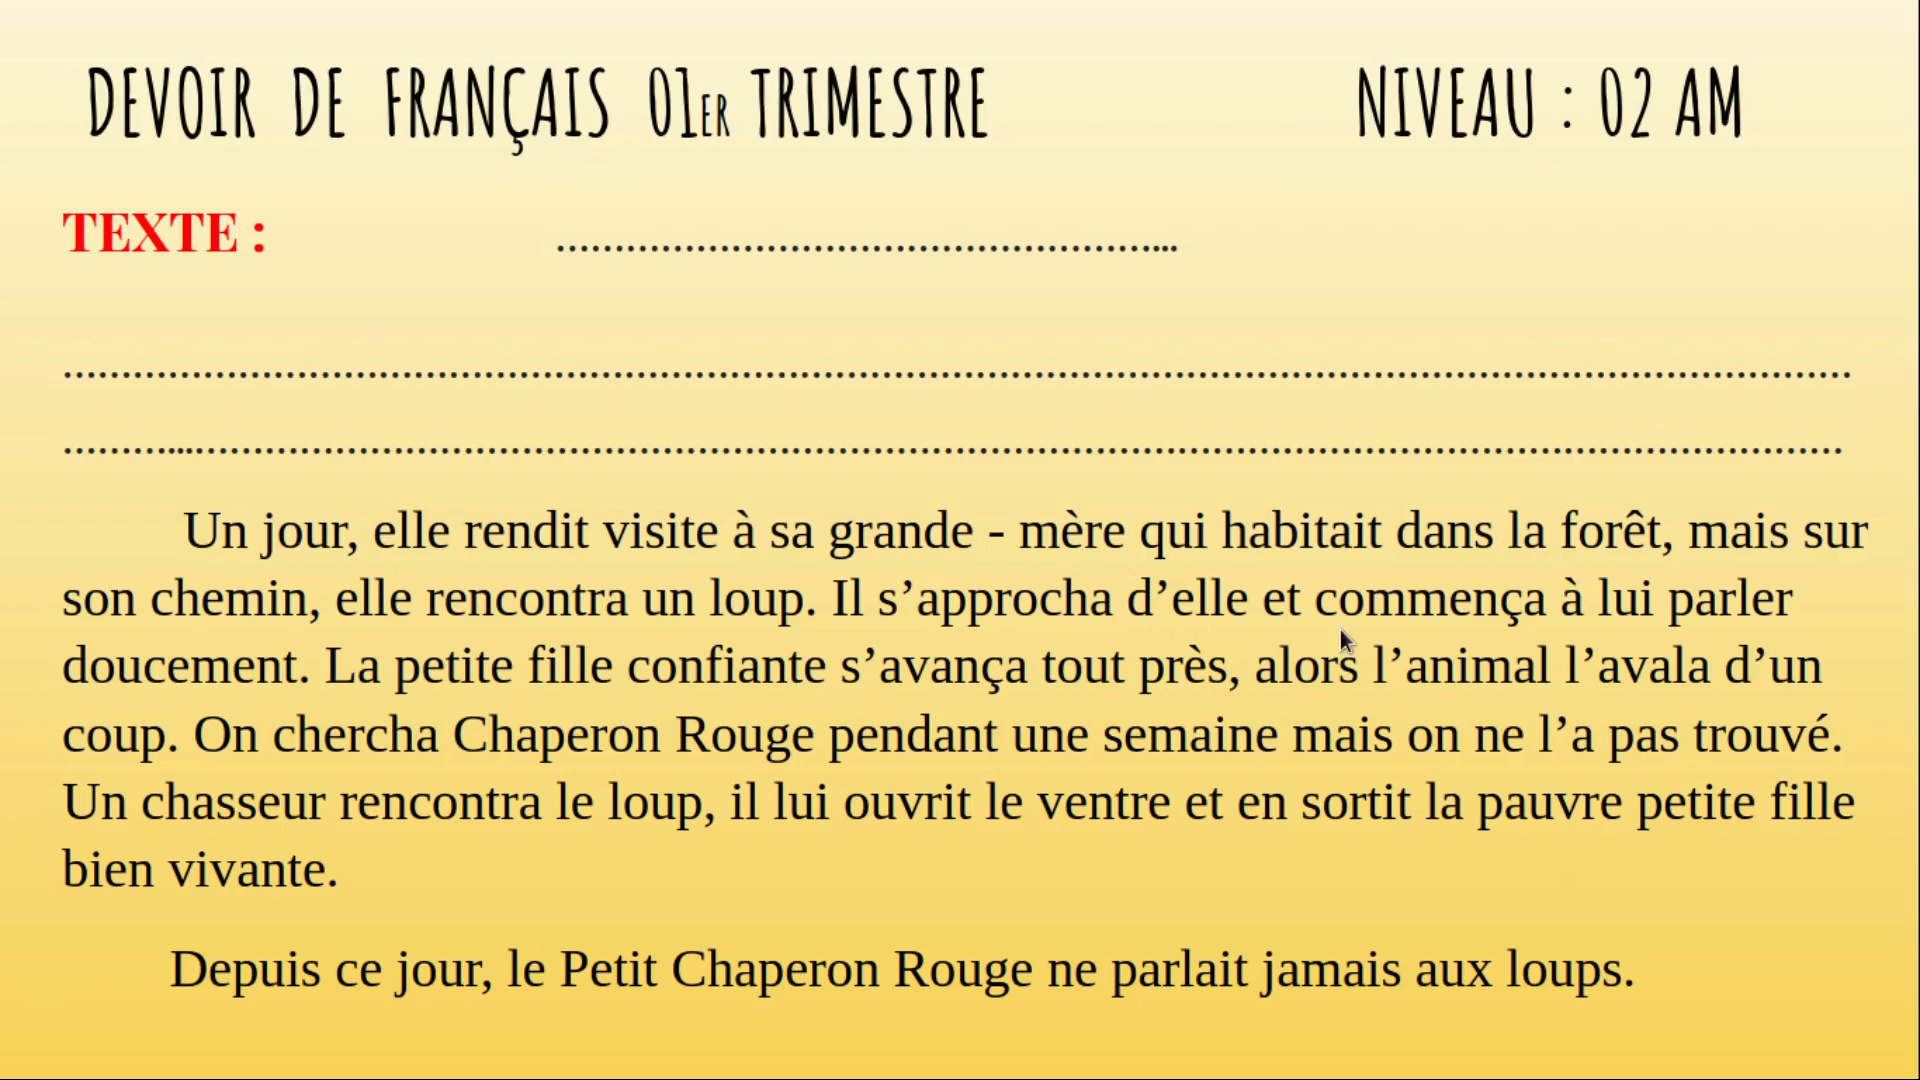 DEVOIR DE FRANÇAIS 01ER TRIMESTRE NIVEAU : 02 AM
TEXTE : ................................................................
................................................................................................................................................................
................................................................................................................................................................
Un jour, elle rendit visite à sa grande - mère qui habitait dans la forêt, mais sur
son chemin, elle rencontra un loup. Il s’approcha d’elle et commença à lui parler
doucement. La petite fille confiante s’avança tout près, alors l’animal l’avala d’un
coup. On chercha Chaperon Rouge pendant une semaine mais on ne l’a pas trouvé.
Un chasseur rencontra le loup, il lui ouvrit le ventre et en sortit la pauvre petite fille
bien vivante.
Depuis ce jour, le Petit Chaperon Rouge ne parlait jamais aux loups.